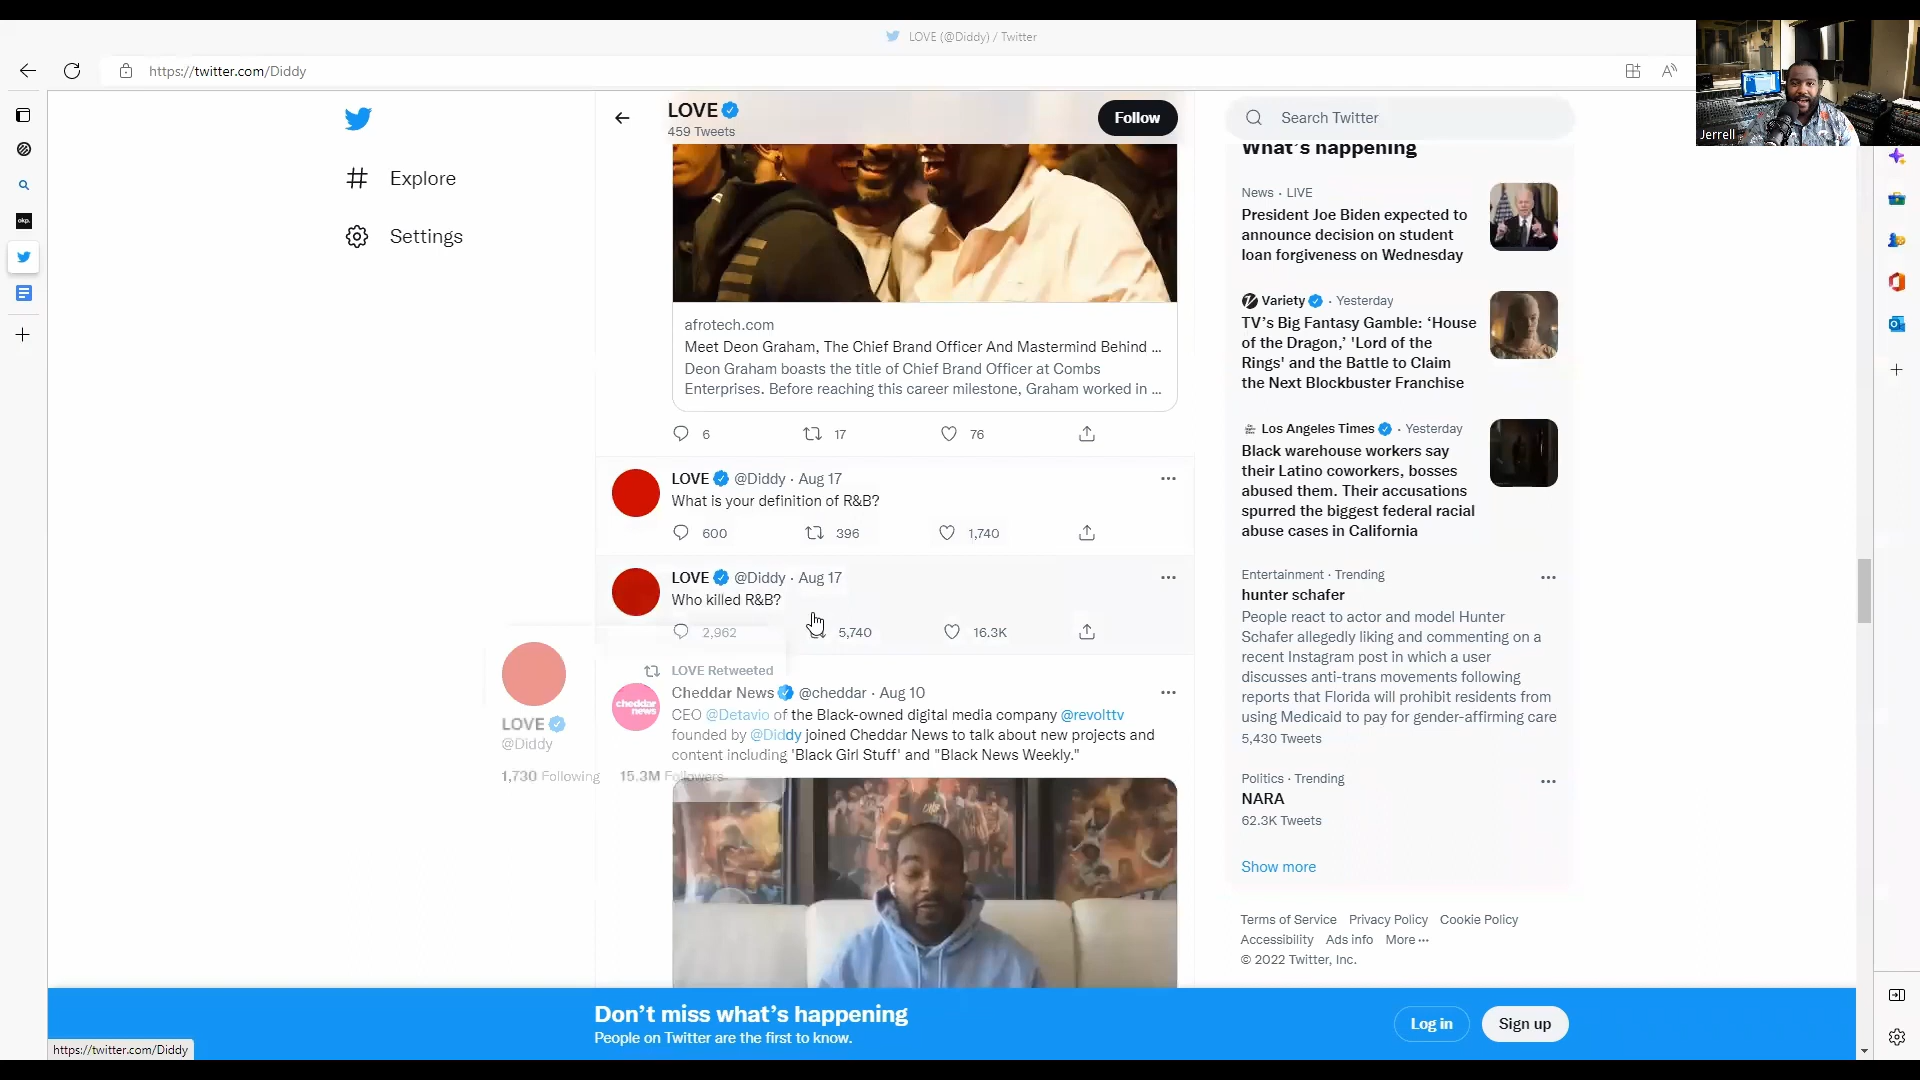 LOVE (@Diddy) / Twitter
https://twitter.com/Diddy
Jerrell
Explore
Settings
LOVE
459 Tweets
Follow
afrotech.com
Meet Deon Graham, The Chief Brand Officer And Mastermind Behind ...
Deon Graham boasts the title of Chief Brand Officer at Combs
Enterprises. Before reaching this career milestone, Graham worked in ...
6 17 76
LOVE @Diddy · Aug 17
What is your definition of R&B?
600 396 1,740
LOVE @Diddy · Aug 17
Who killed R&B?
2,962 5,740 16.3K
LOVE Retweeted
cheddar
news
Cheddar News @cheddar · Aug 10
CEO @Detavio of the Black-owned digital media company @revolttv
founded by @Diddy joined Cheddar News to talk about new projects and
content including 'Black Girl Stuff' and "Black News Weekly."
LOVE
@Diddy
1,730 Following 15.3M Followers
Search Twitter
What's happening
News · LIVE
President Joe Biden expected to
announce decision on student
loan forgiveness on Wednesday
Variety · Yesterday
TV's Big Fantasy Gamble: 'House
of the Dragon,' 'Lord of the
Rings' and the Battle to Claim
the Next Blockbuster Franchise
Los Angeles Times · Yesterday
Black warehouse workers say
their Latino coworkers, bosses
abused them. Their accusations
spurred the biggest federal racial
abuse cases in California
Entertainment · Trending
hunter schafer
People react to actor and model Hunter
Schafer allegedly liking and commenting on a
recent Instagram post in which a user
discusses anti-trans movements following
reports that Florida will prohibit residents from
using Medicaid to pay for gender-affirming care
5,430 Tweets
Politics · Trending
NARA
62.3K Tweets
Show more
Terms of Service Privacy Policy Cookie Policy
Accessibility Ads info More ···
© 2022 Twitter, Inc.
Don't miss what's happening
People on Twitter are the first to know.
Log in
Sign up
https://twitter.com/Diddy